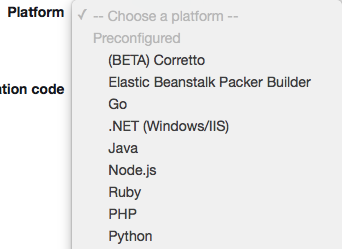 Platform
✓ -- Choose a platform --
Preconfigured
(BETA) Corretto
Elastic Beanstalk Packer Builder
ation code
Go
.NET (Windows/IIS)
Java
Node.js
Ruby
PHP
Python